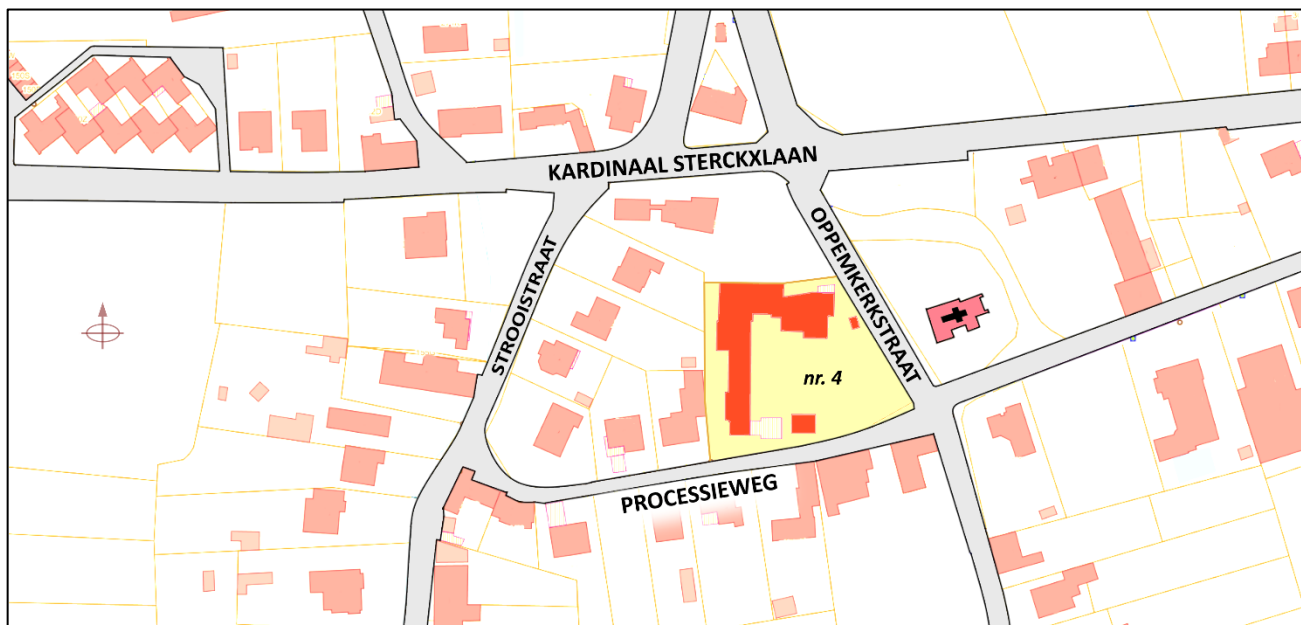 KARDINAAL STERCKXLAAN
OPPEMKERKSTRAAT
STROOISTRAAT
nr. 4
PROCESSIEWEG